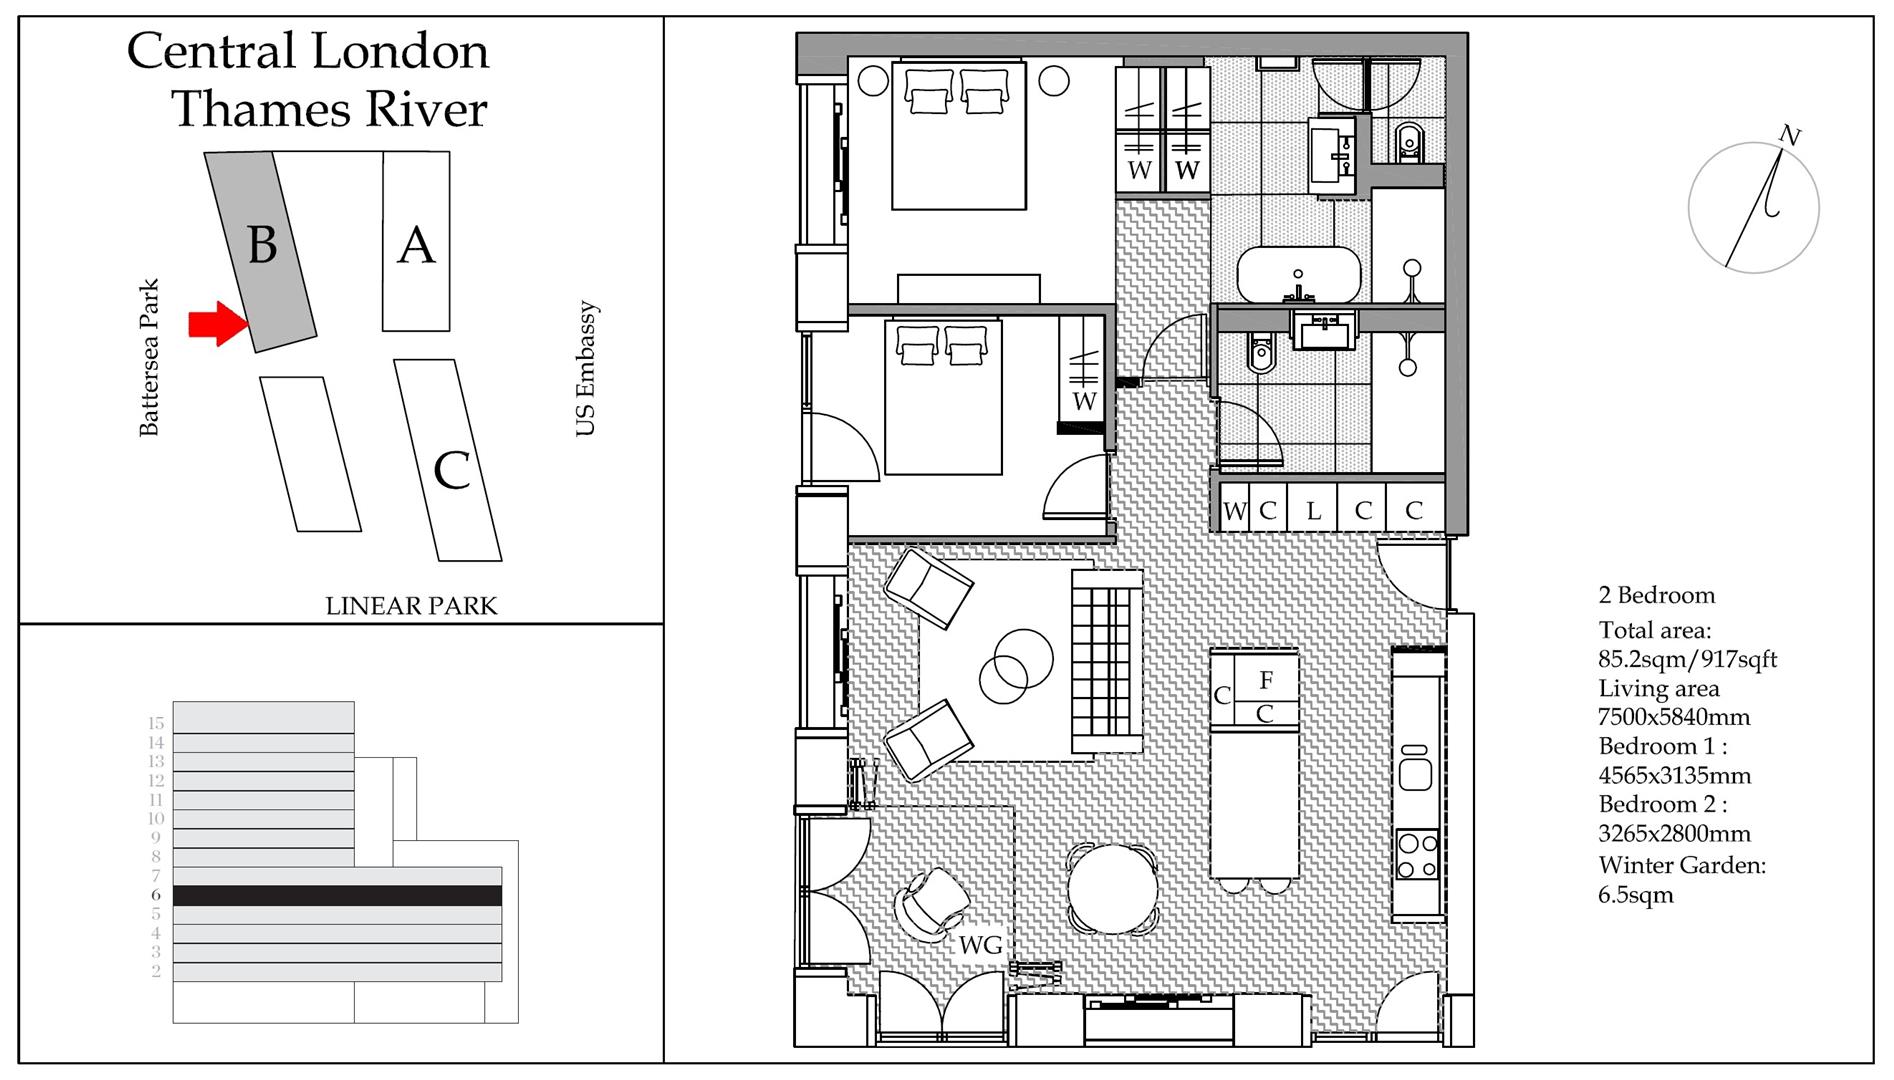 Central London
Thames River
B
A
C
Battersea Park
US Embassy
LINEAR PARK
15
14
13
12
11
10
9
8
7
6
5
4
3
2
W
W
W
W
C
L
C
C
C
F
C
WG
N
2 Bedroom
Total area:
85.2sqm/917sqft
Living area
7500x5840mm
Bedroom 1 :
4565x3135mm
Bedroom 2 :
3265x2800mm
Winter Garden:
6.5sqm